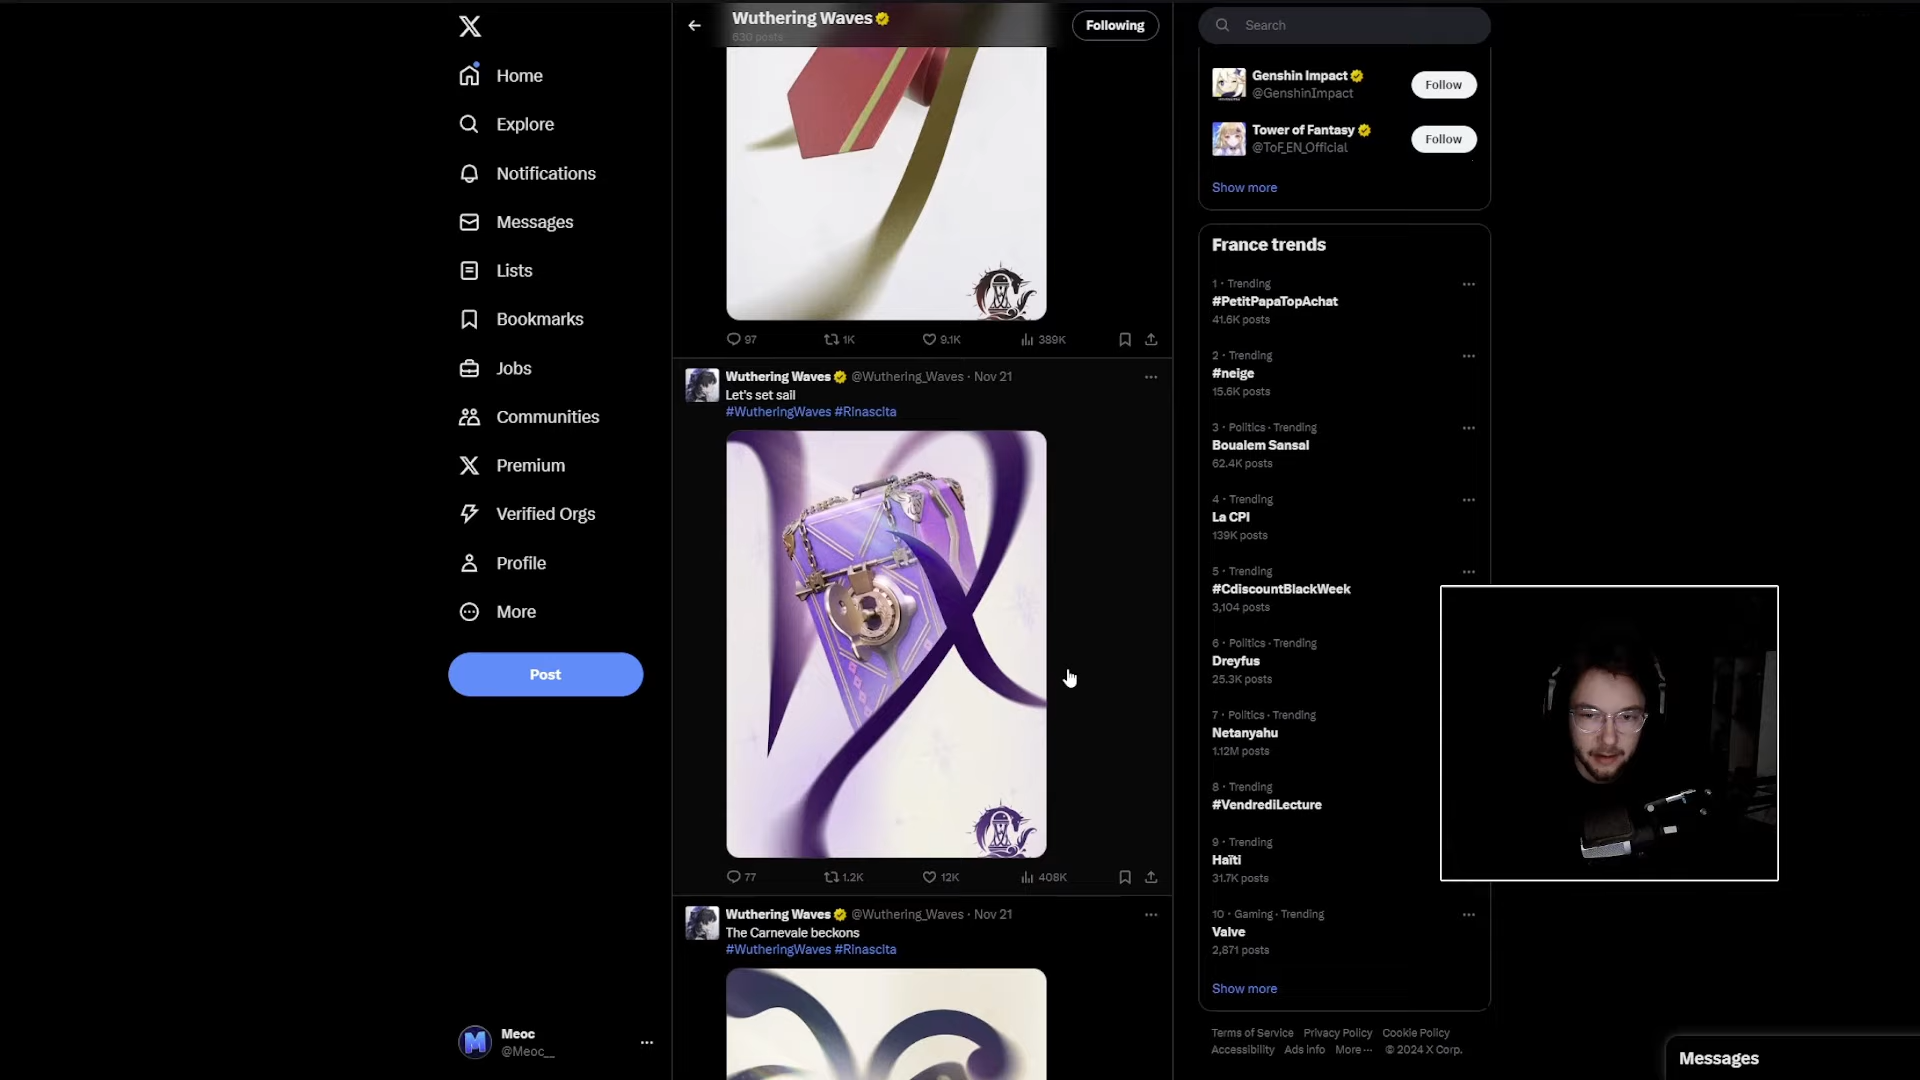 Home
Explore
Notifications
Messages
Lists
Bookmarks
Jobs
Communities
Premium
Verified Orgs
Profile
More
Post
Meoc
@Meoc__
Wuthering Waves
630 posts
Following
97
1K
9.1K
389K
Wuthering Waves @Wuthering_Waves · Nov 21
Let's set sail
#WutheringWaves #Rinascita
77
1.2K
12K
408K
Wuthering Waves @Wuthering_Waves · Nov 21
The Carnevale beckons
#WutheringWaves #Rinascita
Search
Genshin Impact
@GenshinImpact
Follow
Tower of Fantasy
@ToF_EN_Official
Follow
Show more
France trends
1 · Trending
#PetitPapaTopAchat
41.6K posts
2 · Trending
#neige
15.6K posts
3 · Politics · Trending
Boualem Sansal
62.4K posts
4 · Trending
La CPI
139K posts
5 · Trending
#CdiscountBlackWeek
3,104 posts
6 · Politics · Trending
Dreyfus
25.3K posts
7 · Politics · Trending
Netanyahu
1.12M posts
8 · Trending
#VendrediLecture
9 · Trending
Haïti
31.7K posts
10 · Gaming · Trending
Valve
2,871 posts
Show more
Terms of Service Privacy Policy Cookie Policy
Accessibility Ads info More ··· © 2024 X Corp.
Messages